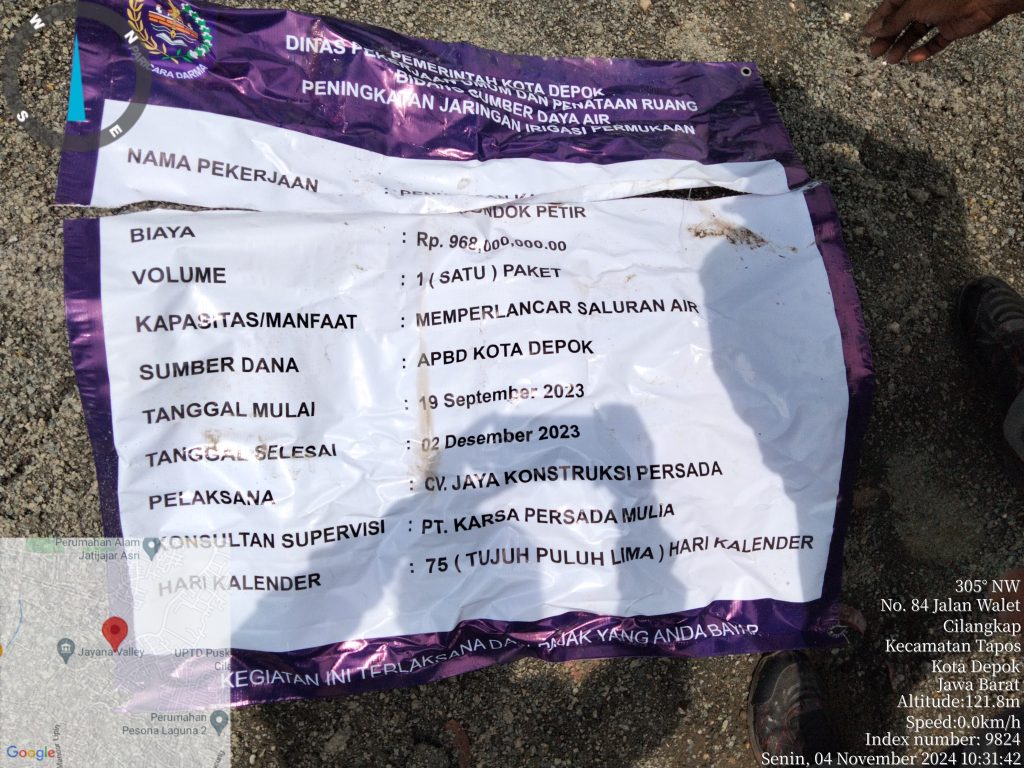 W
N
S
E
PARICARA DARMA
PEMERINTAH KOTA DEPOK
DINAS PEKERJAAN UMUM DAN PENATAAN RUANG
BIDANG SUMBER DAYA AIR
PENINGKATAN JARINGAN IRIGASI PERMUKAAN
NAMA PEKERJAAN :
PONDOK PETIR
BIAYA : Rp. 968,000,000.00
VOLUME : 1 ( SATU ) PAKET
KAPASITAS/MANFAAT : MEMPERLANCAR SALURAN AIR
SUMBER DANA : APBD KOTA DEPOK
TANGGAL MULAI : 19 September 2023
TANGGAL SELESAI : 02 Desember 2023
PELAKSANA : CV. JAYA KONSTRUKSI PERSADA
KONSULTAN SUPERVISI : PT. KARSA PERSADA MULIA
HARI KALENDER : 75 ( TUJUH PULUH LIMA ) HARI KALENDER
KEGIATAN INI TERLAKSANA DARI PAJAK YANG ANDA BAYAR
Perumahan Alam
Jatijajar Asri
Jayana Valley
UPTD Pusk
Perumahan
Pesona Laguna 2
Google
305° NW
No. 84 Jalan Walet
Cilangkap
Kecamatan Tapos
Kota Depok
Jawa Barat
Altitude:121.8m
Speed:0.0km/h
Index number: 9824
Senin, 04 November 2024 10:31:42